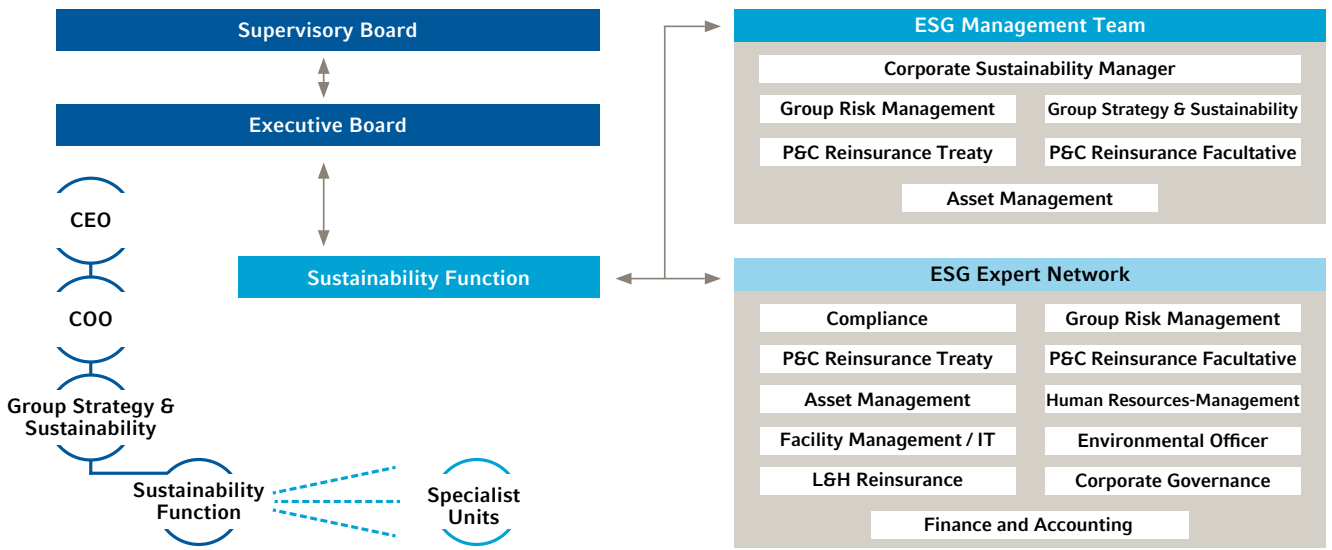 Supervisory Board
Executive Board
CEO
COO
Group Strategy &
Sustainability
Sustainability
Function
Specialist
Units
Sustainability Function
ESG Management Team
Corporate Sustainability Manager
Group Risk Management
Group Strategy & Sustainability
P&C Reinsurance Treaty
P&C Reinsurance Facultative
Asset Management
ESG Expert Network
Compliance
Group Risk Management
P&C Reinsurance Treaty
P&C Reinsurance Facultative
Asset Management
Human Resources-Management
Facility Management / IT
Environmental Officer
L&H Reinsurance
Corporate Governance
Finance and Accounting